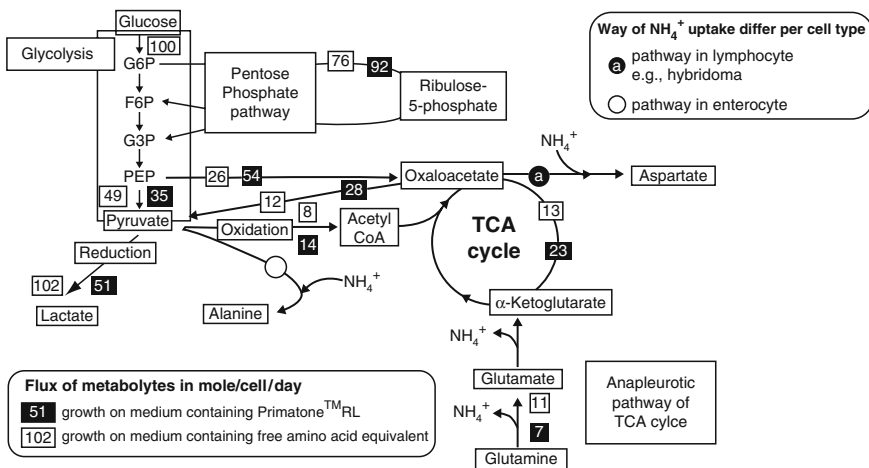 Glucose
Glycolysis
100
G6P
F6P
G3P
PEP
49
35
Pyruvate
Reduction
102
51
Lactate
Pentose
Phosphate
pathway
76
92
Ribulose-
5-phosphate
26
54
12
28
Oxidation
8
14
Acetyl
CoA
NH4+
Alanine
Oxaloacetate
a
NH4+
Aspartate
13
23
TCA
cycle
α-Ketoglutarate
NH4+
Glutamate
11
NH4+
7
Glutamine
Anapleurotic
pathway of
TCA cylce
Way of NH4+ uptake differ per cell type
a pathway in lymphocyte
e.g., hybridoma
pathway in enterocyte
Flux of metabolytes in mole/cell/day
51 growth on medium containing Primatone™RL
102 growth on medium containing free amino acid equivalent